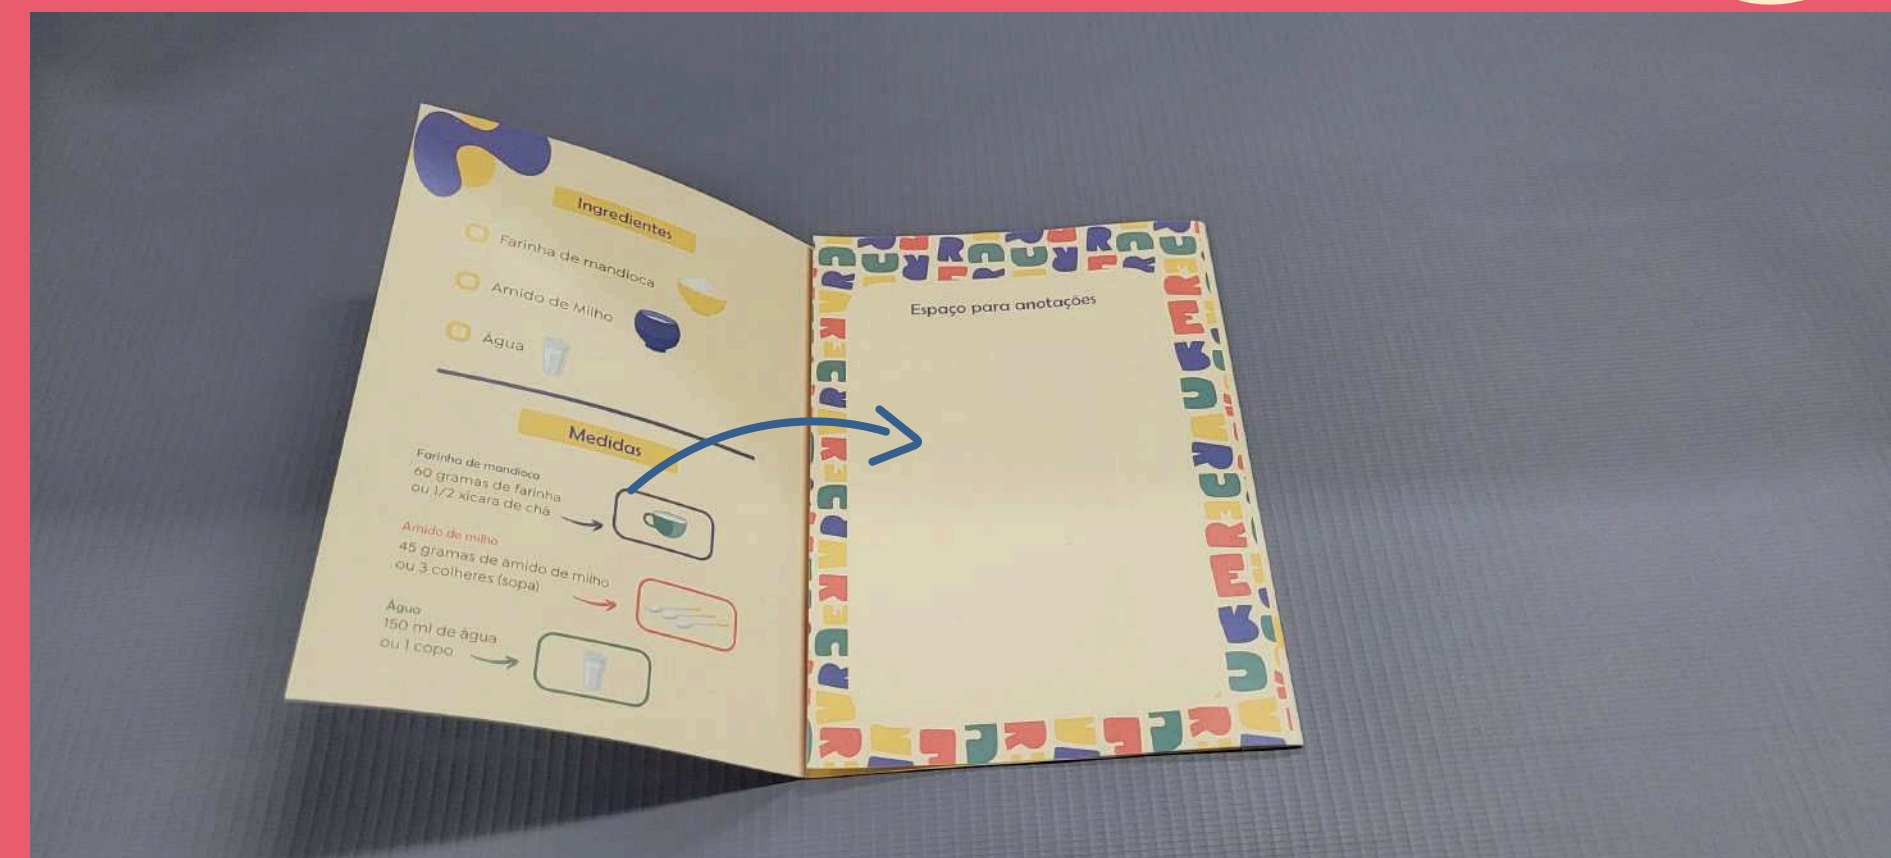 Ingredientes
Farinha de mandioca
Amido de Milho
Água
Medidas
Farinha de mandioca
60 gramas de farinha
ou 1/2 xícara de chá
Amido de milho
45 gramas de amido de milho
ou 3 colheres (sopa)
Água
150 ml de água
ou 1 copo
Espaço para anotações